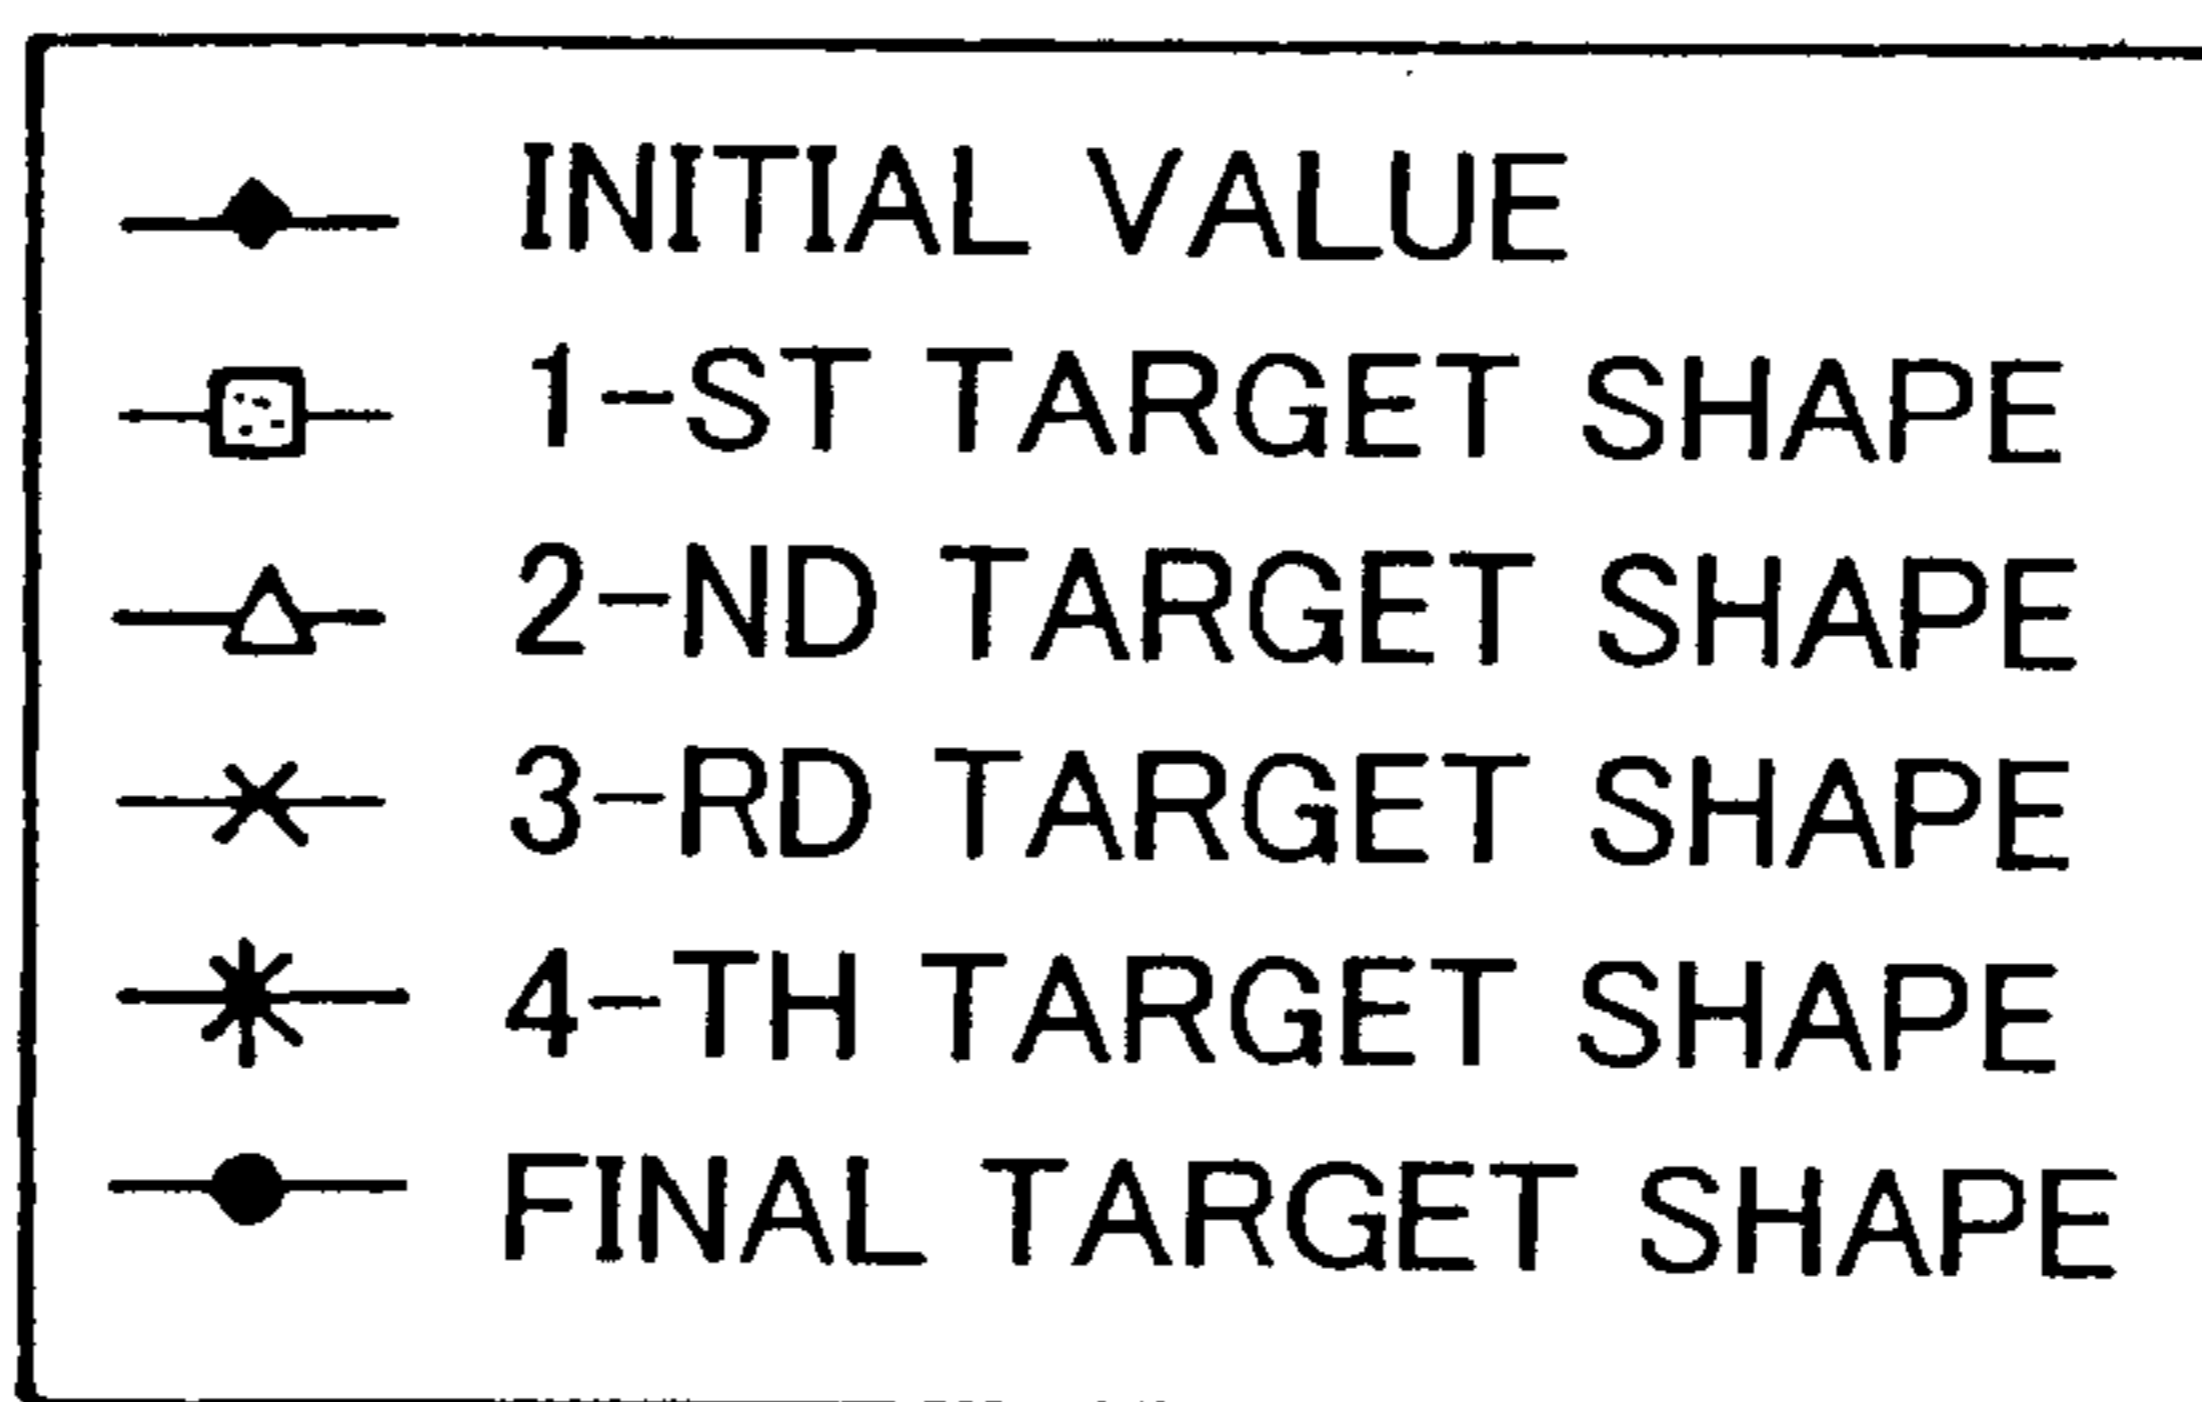 INITIAL VALUE
1-ST TARGET SHAPE
2-ND TARGET SHAPE
3-RD TARGET SHAPE
4-TH TARGET SHAPE
FINAL TARGET SHAPE